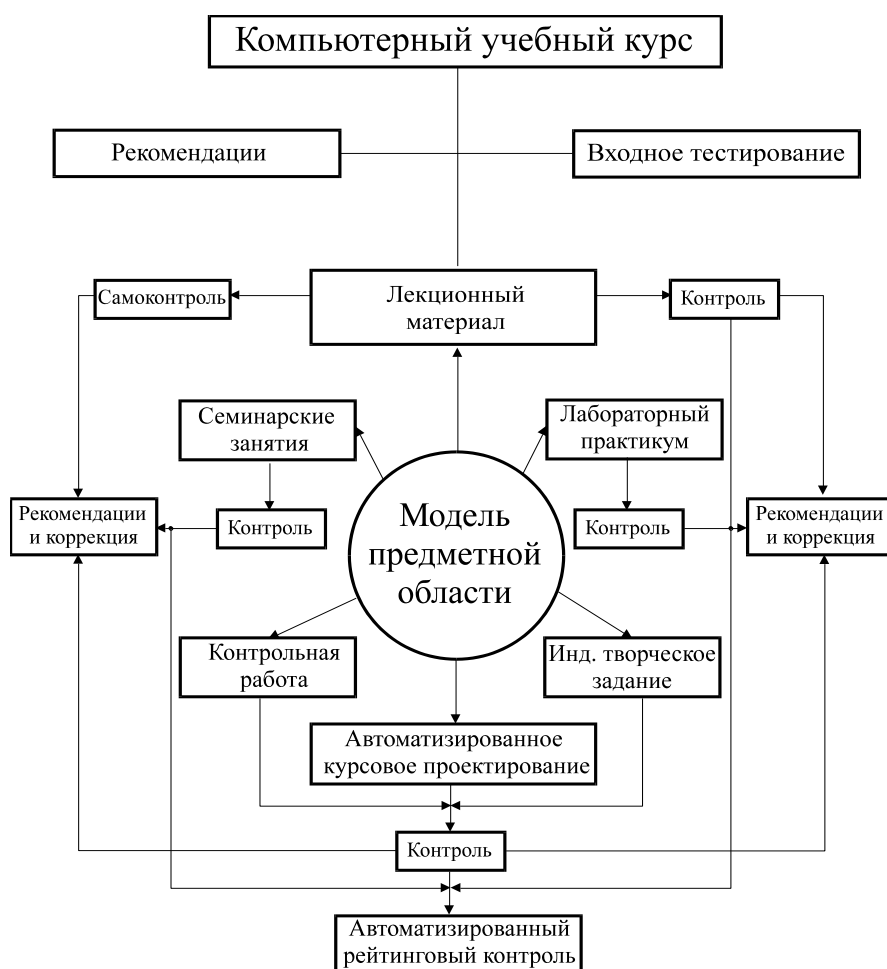 Компьютерный учебный курс
Рекомендации
Входное тестирование
Самоконтроль
Лекционный
материал
Контроль
Семинарские
занятия
Лабораторный
практикум
Рекомендации
и коррекция
Контроль
Модель
предметной
области
Контроль
Рекомендации
и коррекция
Контрольная
работа
Инд. творческое
задание
Автоматизированное
курсовое проектирование
Контроль
Автоматизированный
рейтинговый контроль